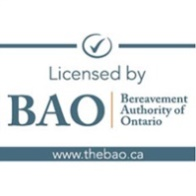 Licensed by
BAO
Bereavement
Authority of
Ontario
www.thebao.ca